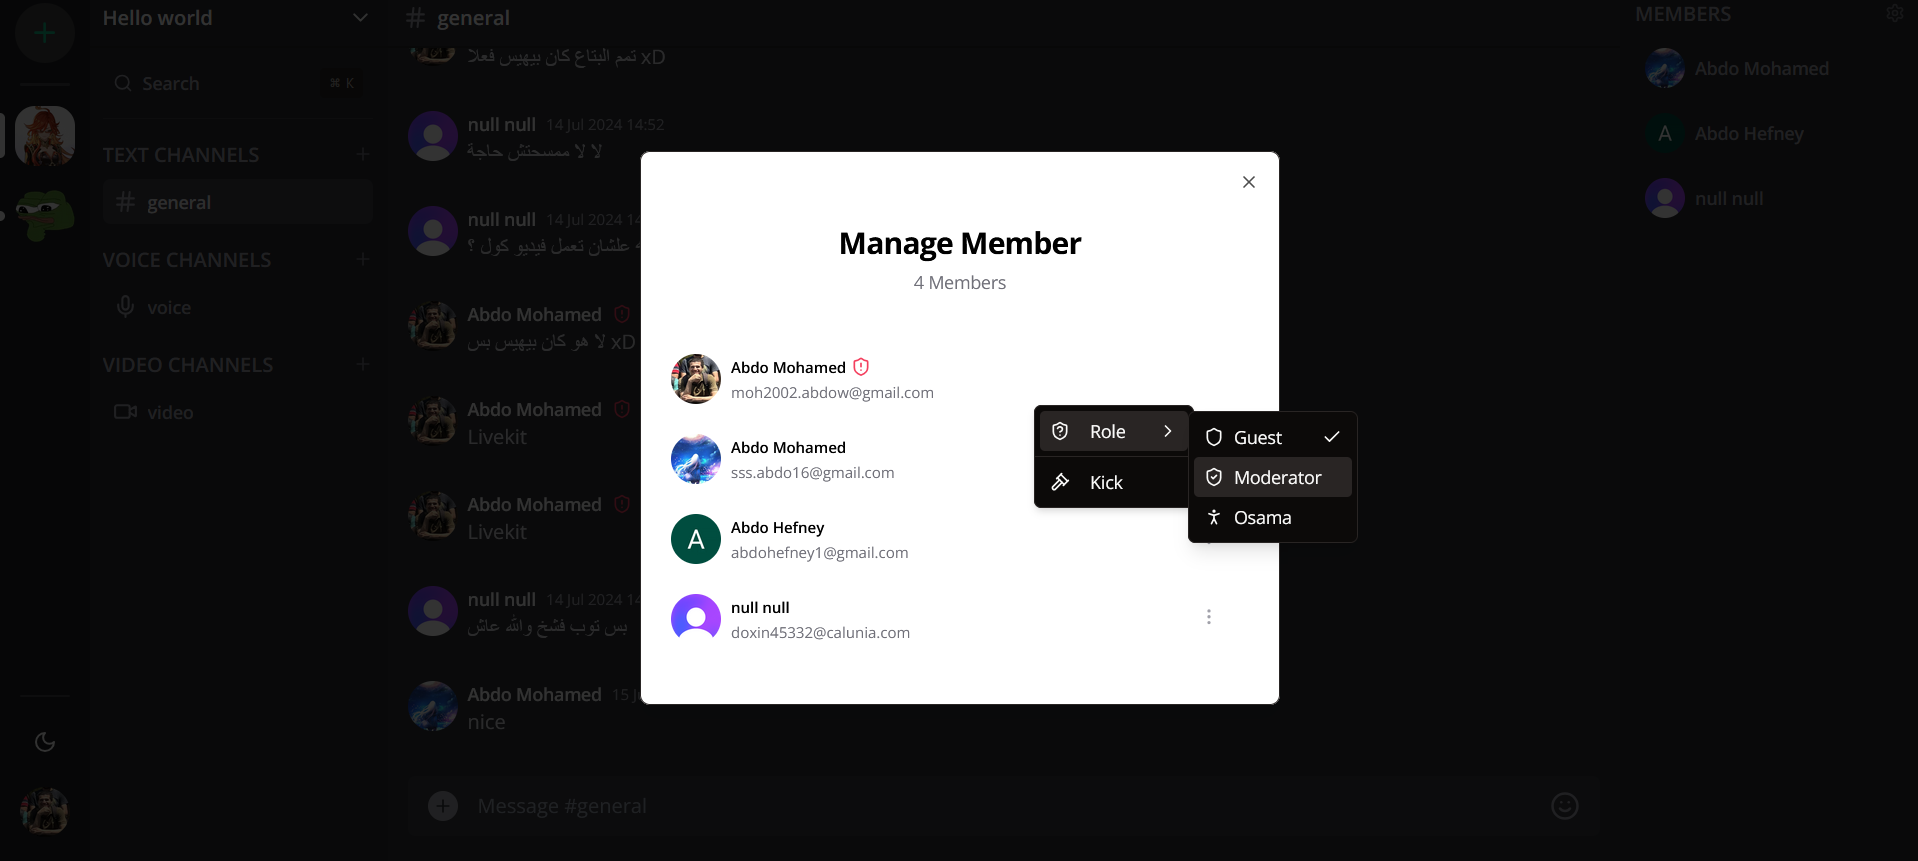 Hello world
Search
⌘ K
TEXT CHANNELS
general
VOICE CHANNELS
voice
VIDEO CHANNELS
video
# general
تمم البتاع كان بيهيس فعلا xD
null null 14 Jul 2024 14:52
لا لا ممسحتش حاجة
null null 14 Jul 2024 14
علشان تعمل فيديو كول ؟
Abdo Mohamed
لا هو كان بيهيس بس xD
Abdo Mohamed
Livekit
Abdo Mohamed
Livekit
null null 14 Jul 2024 14
بس توب فشخ والله عاش
Abdo Mohamed 15 J
nice
Message #general
Manage Member
4 Members
Abdo Mohamed
moh2002.abdow@gmail.com
Abdo Mohamed
sss.abdo16@gmail.com
A
Abdo Hefney
abdohefney1@gmail.com
null null
doxin45332@calunia.com
Role
Kick
Guest
Moderator
Osama
MEMBERS
Abdo Mohamed
A
Abdo Hefney
null null